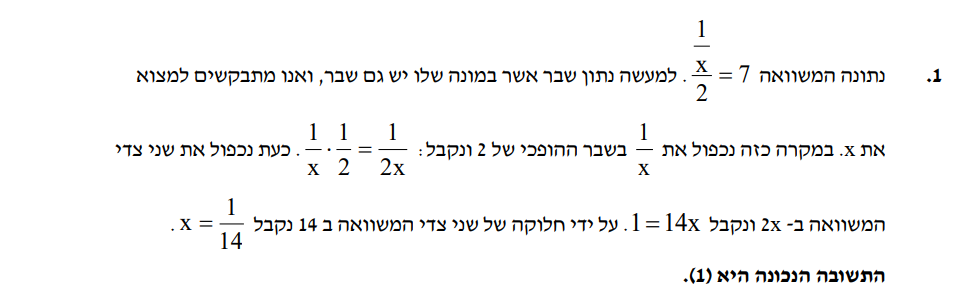 1. נתונה המשוואה $\frac{\frac{1}{x}}{2} = 7$. למעשה נתון שבר אשר במונה שלו יש גם שבר, ואנו מתבקשים למצוא
את x. במקרה כזה נכפול את $\frac{1}{x}$ בשבר ההופכי של 2 ונקבל: $\frac{1}{x} \cdot \frac{1}{2} = \frac{1}{2x}$. כעת נכפול את שני צדי
המשוואה ב- 2x ונקבל $1 = 14x$. על ידי חלוקה של שני צדי המשוואה ב 14 נקבל $x = \frac{1}{14}$.
התשובה הנכונה היא (1).